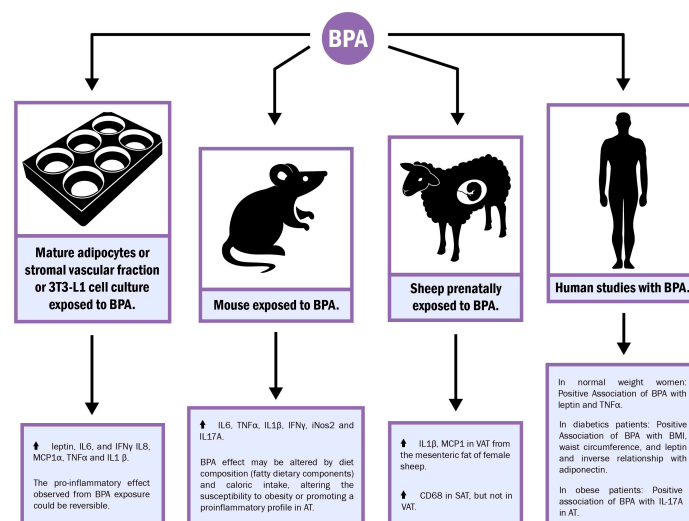 BPA
Mature adipocytes or
stromal vascular fraction
or 3T3-L1 cell culture
exposed to BPA.
Mouse exposed to BPA.
Sheep prenatally
exposed to BPA.
Human studies with BPA.
leptin, IL6, and IFNγ IL8,
MCP1α, TNFα and IL1 β.
The pro-inflammatory effect
observed from BPA exposure
could be reversible.
IL6, TNFα, IL1β, IFNγ, iNos2 and
IL17A.
BPA effect may be altered by diet
composition (fatty dietary components)
and caloric intake, altering the
susceptibility to obesity or promoting a
proinflammatory profile in AT.
IL1β, MCP1 in VAT from
the mesenteric fat of female
sheep.
CD68 in SAT, but not in
VAT.
In normal weight women:
Positive Association of BPA with
leptin and TNFα.
In diabetics patients: Positive
Association of BPA with BMI,
waist circumference, and leptin
and inverse relationship with
adiponectin.
In obese patients: Positive
association of BPA with IL-17A
in AT.